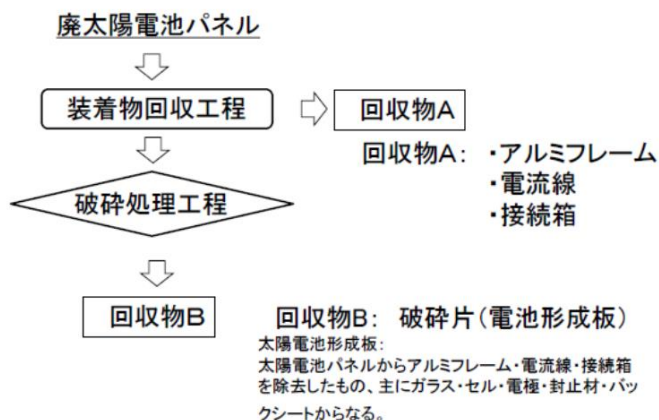 廃太陽電池パネル
装着物回収工程
回収物A
回収物A: ・アルミフレーム
・電流線
・接続箱
破砕処理工程
回収物B
回収物B: 破砕片(電池形成板)
太陽電池形成板:
太陽電池パネルからアルミフレーム・電流線・接続箱
を除去したもの、主にガラス・セル・電極・封止材・バッ
クシートからなる。